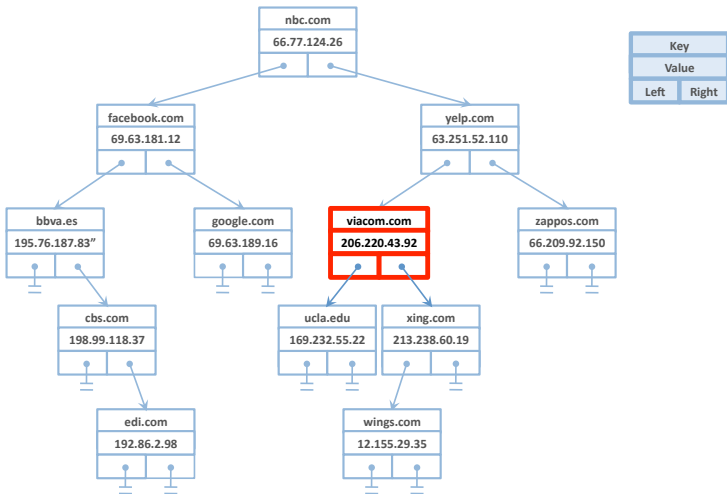 nbc.com
66.77.124.26
Key
Value
Left Right
facebook.com
69.63.181.12
yelp.com
63.251.52.110
bbva.es
195.76.187.83”
google.com
69.63.189.16
viacom.com
206.220.43.92
zappos.com
66.209.92.150
cbs.com
198.99.118.37
ucla.edu
169.232.55.22
xing.com
213.238.60.19
edi.com
192.86.2.98
wings.com
12.155.29.35